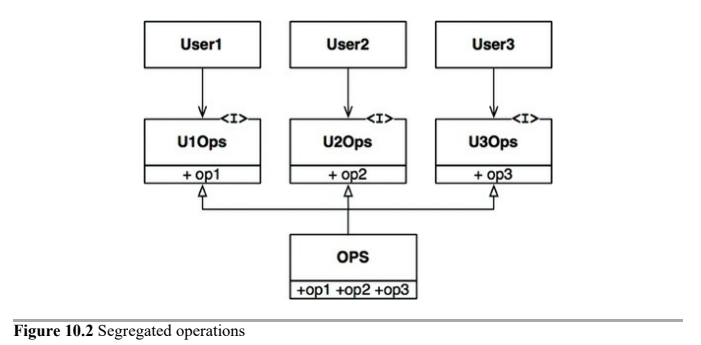 User1 User2 User3
<I> <I> <I>
U1Ops U2Ops U3Ops
+ op1 + op2 + op3
OPS
+op1 +op2 +op3
Figure 10.2 Segregated operations